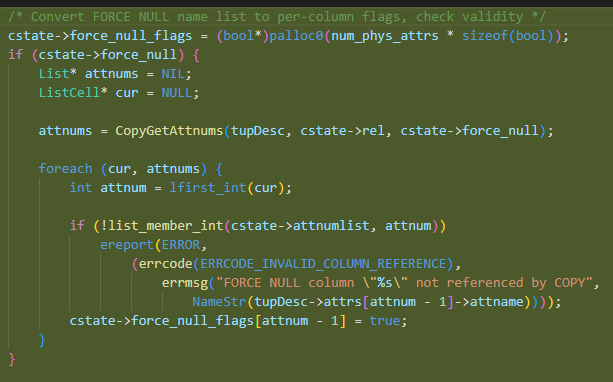 /* Convert FORCE NULL name list to per-column flags, check validity */
cstate->force_null_flags = (bool*)palloc0(num_phys_attrs * sizeof(bool));
if (cstate->force_null) {
    List* attnums = NIL;
    ListCell* cur = NULL;

    attnums = CopyGetAttnums(tupDesc, cstate->rel, cstate->force_null);

    foreach (cur, attnums) {
        int attnum = lfirst_int(cur);

        if (!list_member_int(cstate->attnumlist, attnum))
            ereport(ERROR,
                (errcode(ERRCODE_INVALID_COLUMN_REFERENCE),
                    errmsg("FORCE NULL column \"%s\" not referenced by COPY",
                        NameStr(tupDesc->attrs[attnum - 1]->attname))));
        cstate->force_null_flags[attnum - 1] = true;
    }
}